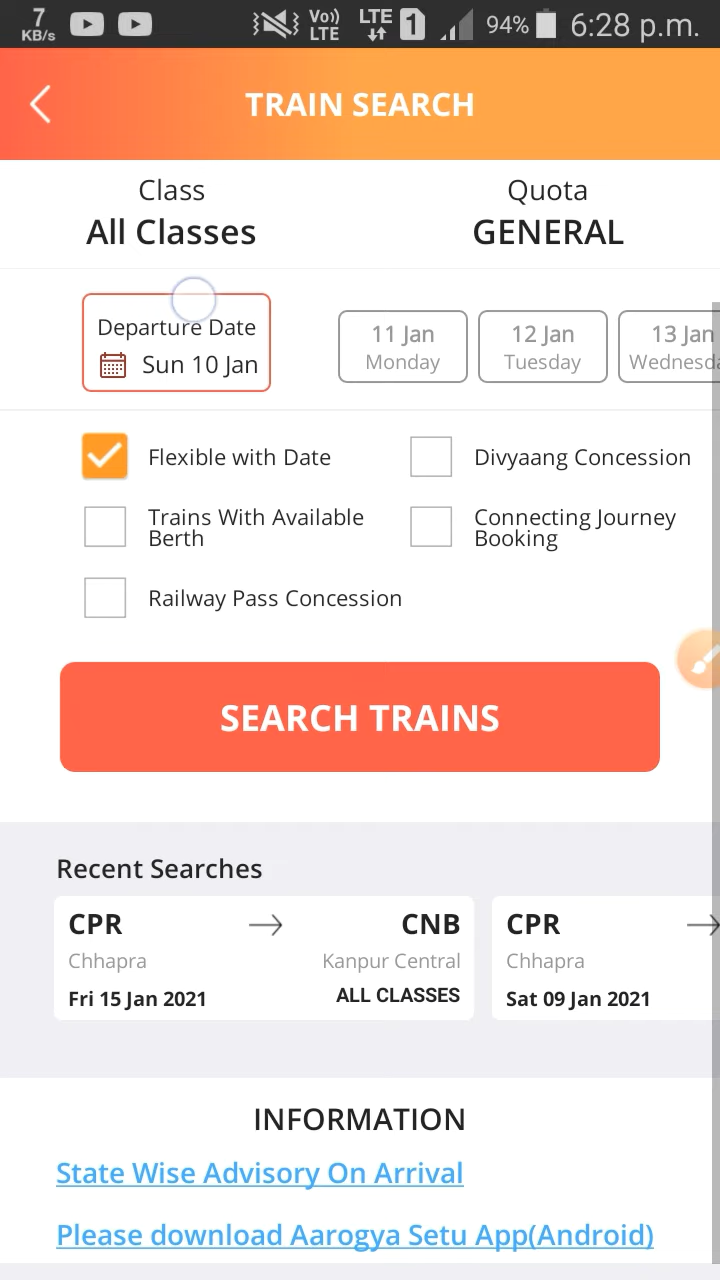 7
KB/s
Vo))
LTE
LTE
1
94%
6:28 p.m.
TRAIN SEARCH
Class
Quota
All Classes
GENERAL
Departure Date
Sun 10 Jan
11 Jan
Monday
12 Jan
Tuesday
13 Jan
Wednesda
Flexible with Date
Divyaang Concession
Trains With Available
Berth
Connecting Journey
Booking
Railway Pass Concession
SEARCH TRAINS
Recent Searches
CPR
CNB
Chhapra
Kanpur Central
Fri 15 Jan 2021
ALL CLASSES
CPR
Chhapra
Sat 09 Jan 2021
INFORMATION
State Wise Advisory On Arrival
Please download Aarogya Setu App(Android)